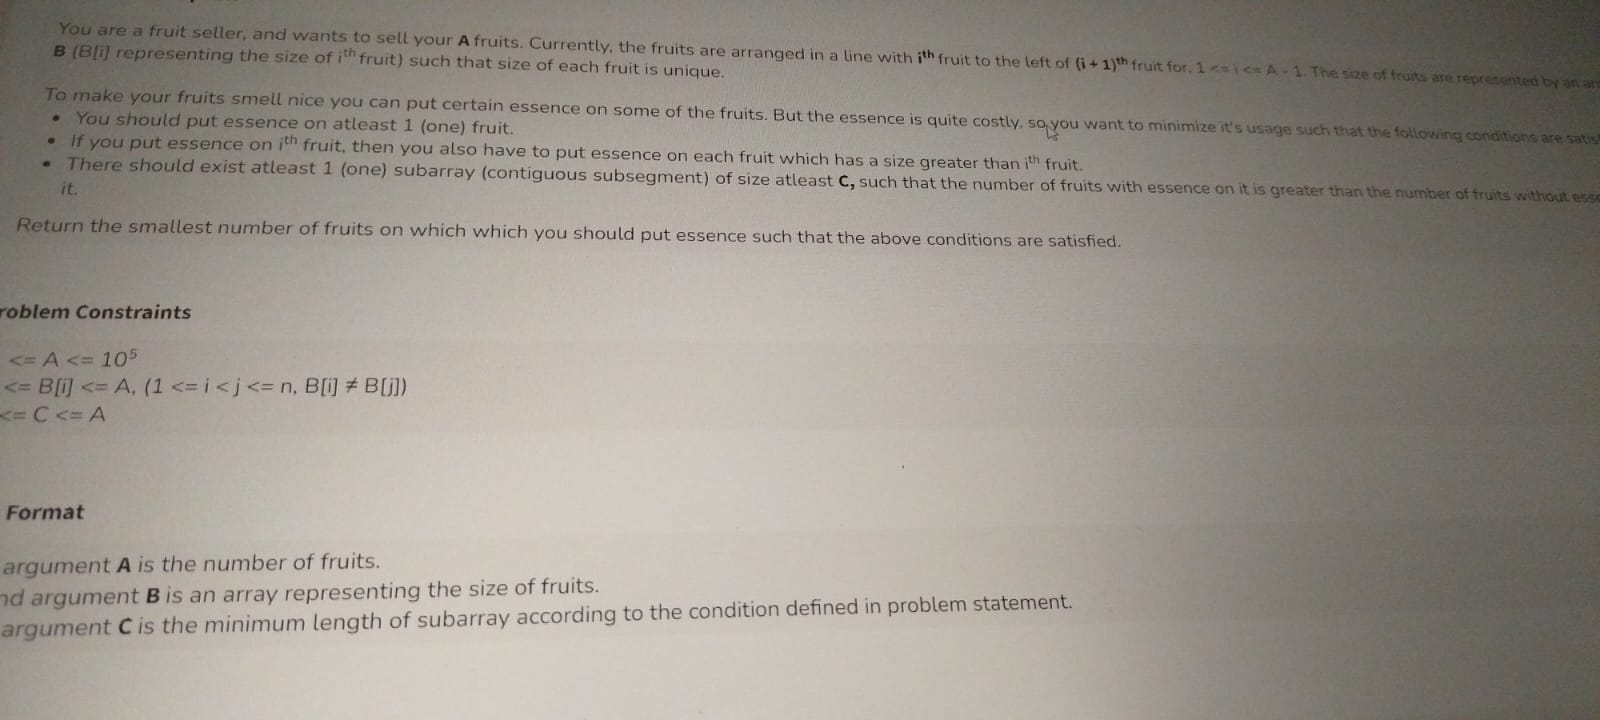 You are a fruit seller, and wants to sell your A fruits. Currently, the fruits are arranged in a line with ith fruit to the left of (i + 1)th fruit for, 1 <= i <= A - 1. The size of fruits are represented by an
B (B[i] representing the size of ith fruit) such that size of each fruit is unique.
To make your fruits smell nice you can put certain essence on some of the fruits. But the essence is quite costly, so you want to minimize it's usage such that the following conditions are
• You should put essence on atleast 1 (one) fruit.
• If you put essence on ith fruit, then you also have to put essence on each fruit which has a size greater than ith fruit.
• There should exist atleast 1 (one) subarray (contiguous subsegment) of size atleast C, such that the number of fruits with essence on it is greater than the number of fruits without
it.
Return the smallest number of fruits on which which you should put essence such that the above conditions are satisfied.
roblem Constraints
<= A <= 10^5
<= B[i] <= A, (1 <= i < j <= n, B[i] ≠ B[j])
<= C <= A
Format
argument A is the number of fruits.
nd argument B is an array representing the size of fruits.
argument C is the minimum length of subarray according to the condition defined in problem statement.